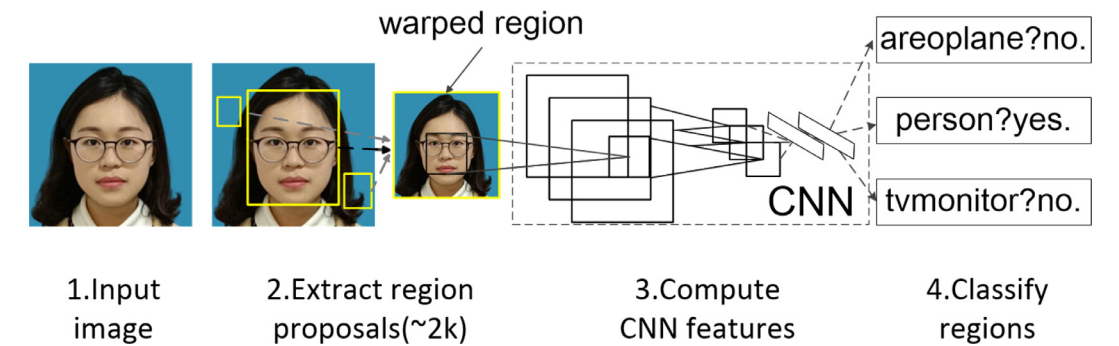 warped region
areoplane?no.
person?yes.
tvmonitor?no.
CNN
1.Input
image
2.Extract region
proposals(~2k)
3.Compute
CNN features
4.Classify
regions